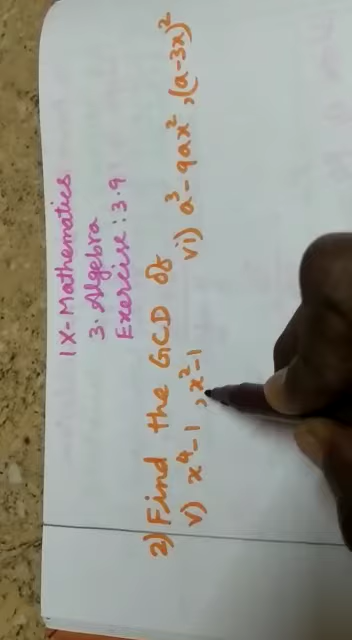 IX-Mathematics
3. Algebra
Exercise: 3.9
2) Find the GCD of
v) x⁴-1, x²-1 vi) a³-9ax², (a-3x)²